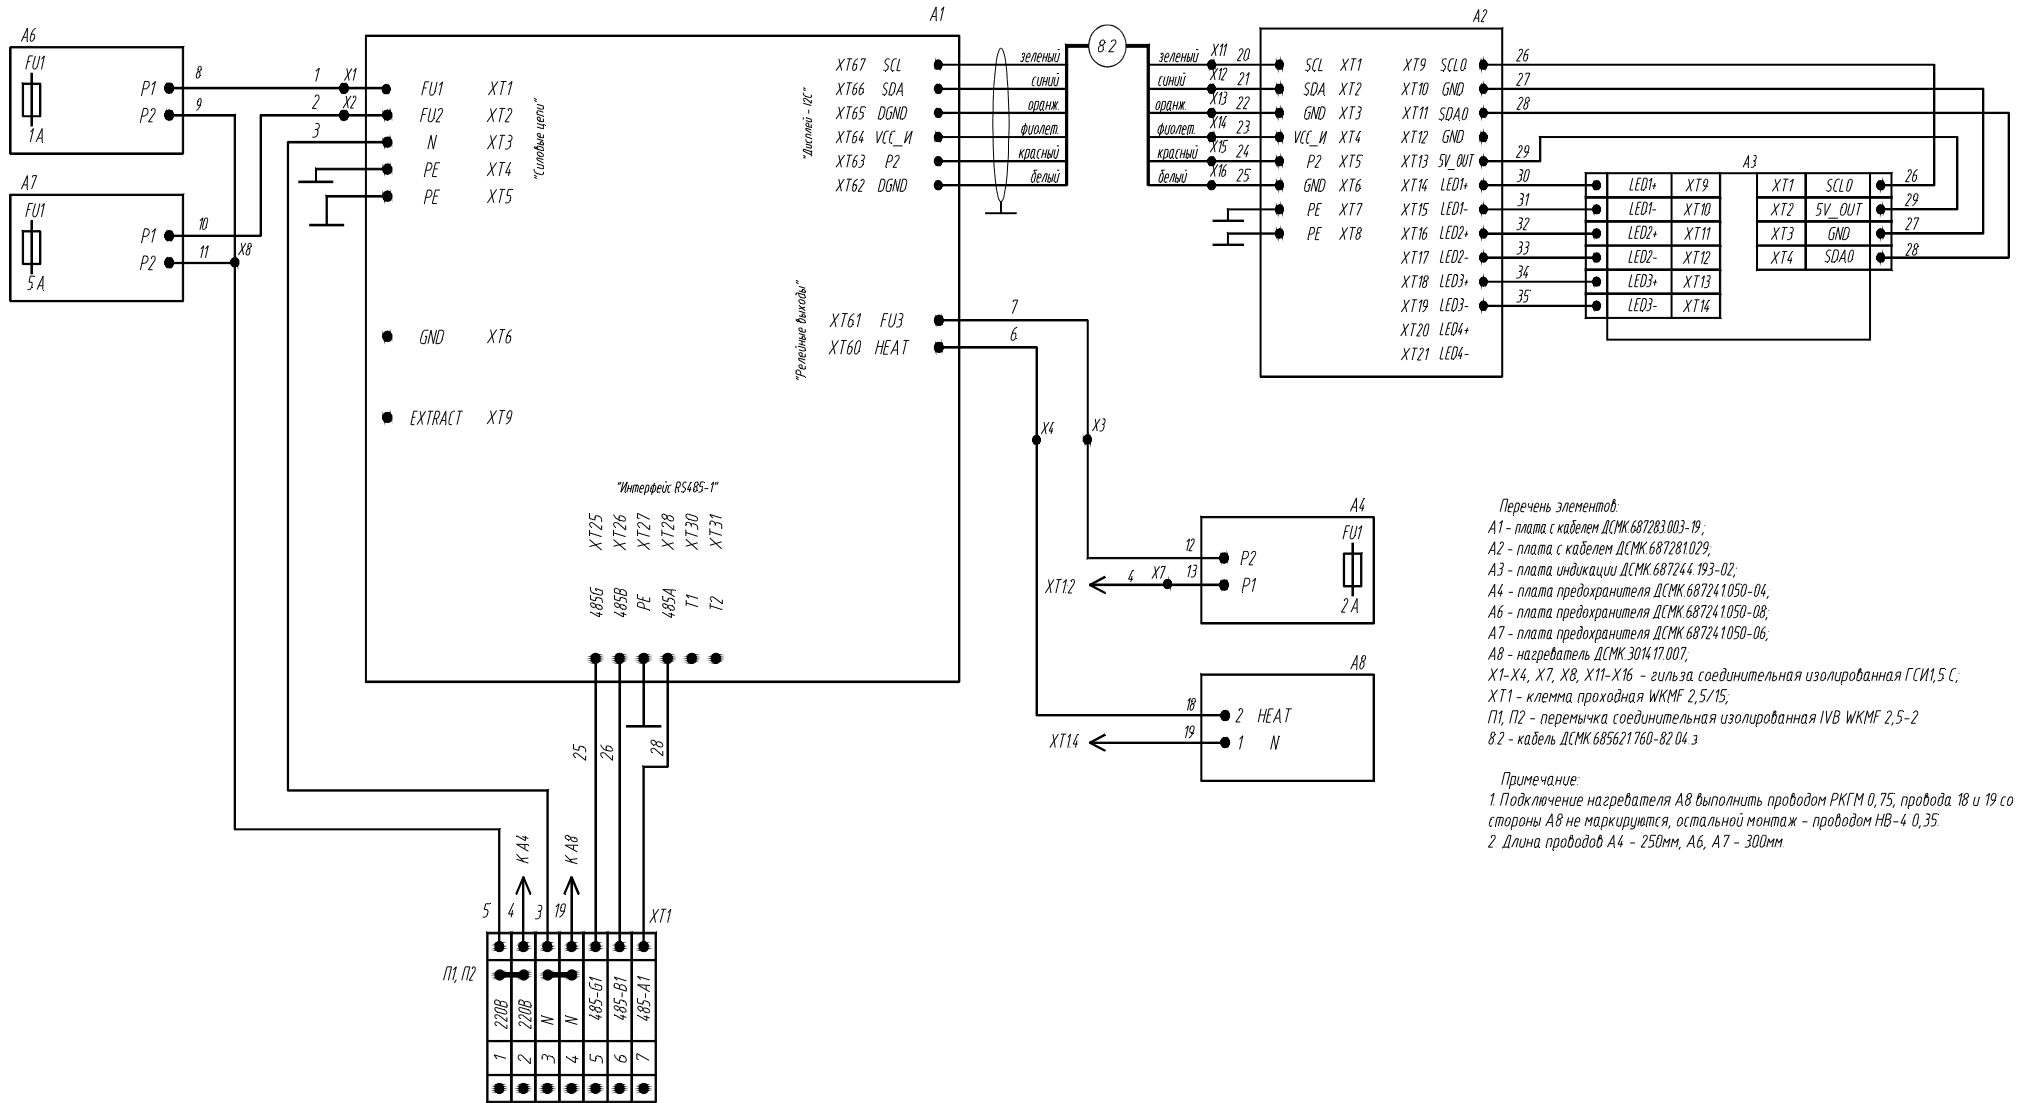 А6
FU1
1 А
P1
P2
8
9
А7
FU1
5 А
P1
P2
10
11
X8
1
X1
2
X2
3
А1
FU1 XT1
FU2 XT2
N XT3
PE XT4
PE XT5
"Силовые цепи"
GND XT6
EXTRACT XT9
"Дисплей - I2C"
XT67 SCL
XT66 SDA
XT65 DGND
XT64 VCC_И
XT63 P2
XT62 DGND
"Релейные выходы"
XT61 FU3
XT60 HEAT
"Интерфейс RS485-1"
XT25 XT26 XT27 XT28 XT30 XT31
485G 485B PE 485A T1 T2
зеленый
синий
оранж.
фиолет.
красный
белый
8.2
зеленый X11 20
синий X12 21
оранж. X13 22
фиолет. X14 23
красный X15 24
белый X16 25
А2
SCL XT1
SDA XT2
GND XT3
VCC_И XT4
P2 XT5
GND XT6
PE XT7
PE XT8
XT9 SCL0
XT10 GND
XT11 SDA0
XT12 GND
XT13 5V_OUT
XT14 LED1+
XT15 LED1-
XT16 LED2+
XT17 LED2-
XT18 LED3+
XT19 LED3-
XT20 LED4+
XT21 LED4-
26
27
28
29
30
31
32
33
34
35
А3
LED1+ XT9
LED1- XT10
LED2+ XT11
LED2- XT12
LED3+ XT13
LED3- XT14
XT1 SCL0 26
XT2 5V_OUT 29
XT3 GND 27
XT4 SDA0 28
7
6
X4
X3
А4
FU1
2 А
12
P2
XT1.2
4
X7
13
P1
А8
18
2 HEAT
XT1.4
19
1 N
25
26
28
К А4
К А8
5
4
3
19
XT1
П1, П2
220В
220В
N
N
485-G1
485-B1
485-A1
1
2
3
4
5
6
7
Перечень элементов:
А1 - плата с кабелем ДСМК.687283.003-19;
А2 - плата с кабелем ДСМК.687281.029;
А3 - плата индикации ДСМК.687244.193-02;
А4 - плата предохранителя ДСМК.687241.050-04;
А6 - плата предохранителя ДСМК.687241.050-08;
А7 - плата предохранителя ДСМК.687241.050-06;
А8 - нагреватель ДСМК.301417.007;
X1-X4, X7, X8, X11-X16 - гильза соединительная изолированная ГСИ1,5 С;
XT1 - клемма проходная WKMF 2,5/15;
П1, П2 - перемычка соединительная изолированная IVB WKMF 2,5-2
8.2 - кабель ДСМК.685621.760-82.04.з
Примечание:
1. Подключение нагревателя А8 выполнить проводом РКГМ 0,75, провода 18 и 19 со
стороны А8 не маркируются, остальной монтаж - проводом НВ-4 0,35.
2. Длина проводов А4 - 250мм, А6, А7 - 300мм.